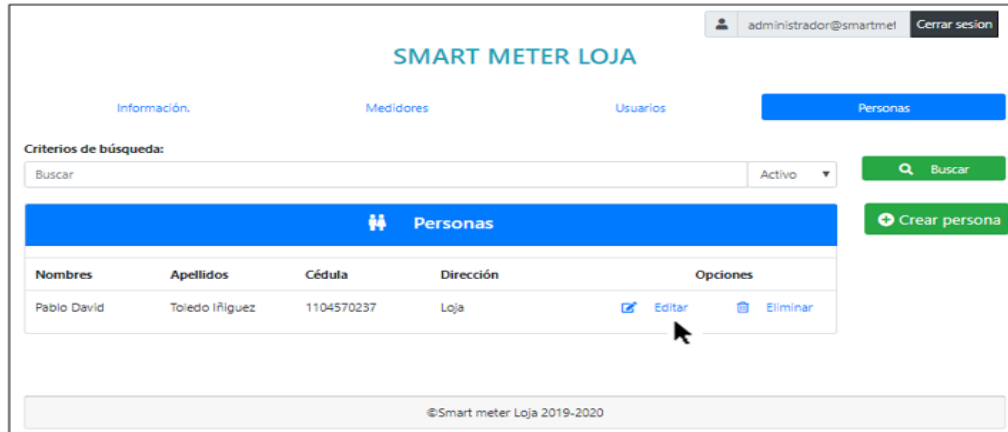 administrador@smartmet Cerrar sesion
SMART METER LOJA
Información. Medidores Usuarios Personas
Criterios de búsqueda:
Buscar Activo Buscar
Personas Crear persona
Nombres Apellidos Cédula Dirección Opciones
Pablo David Toledo Iñiguez 1104570237 Loja Editar Eliminar
©Smart meter Loja 2019-2020